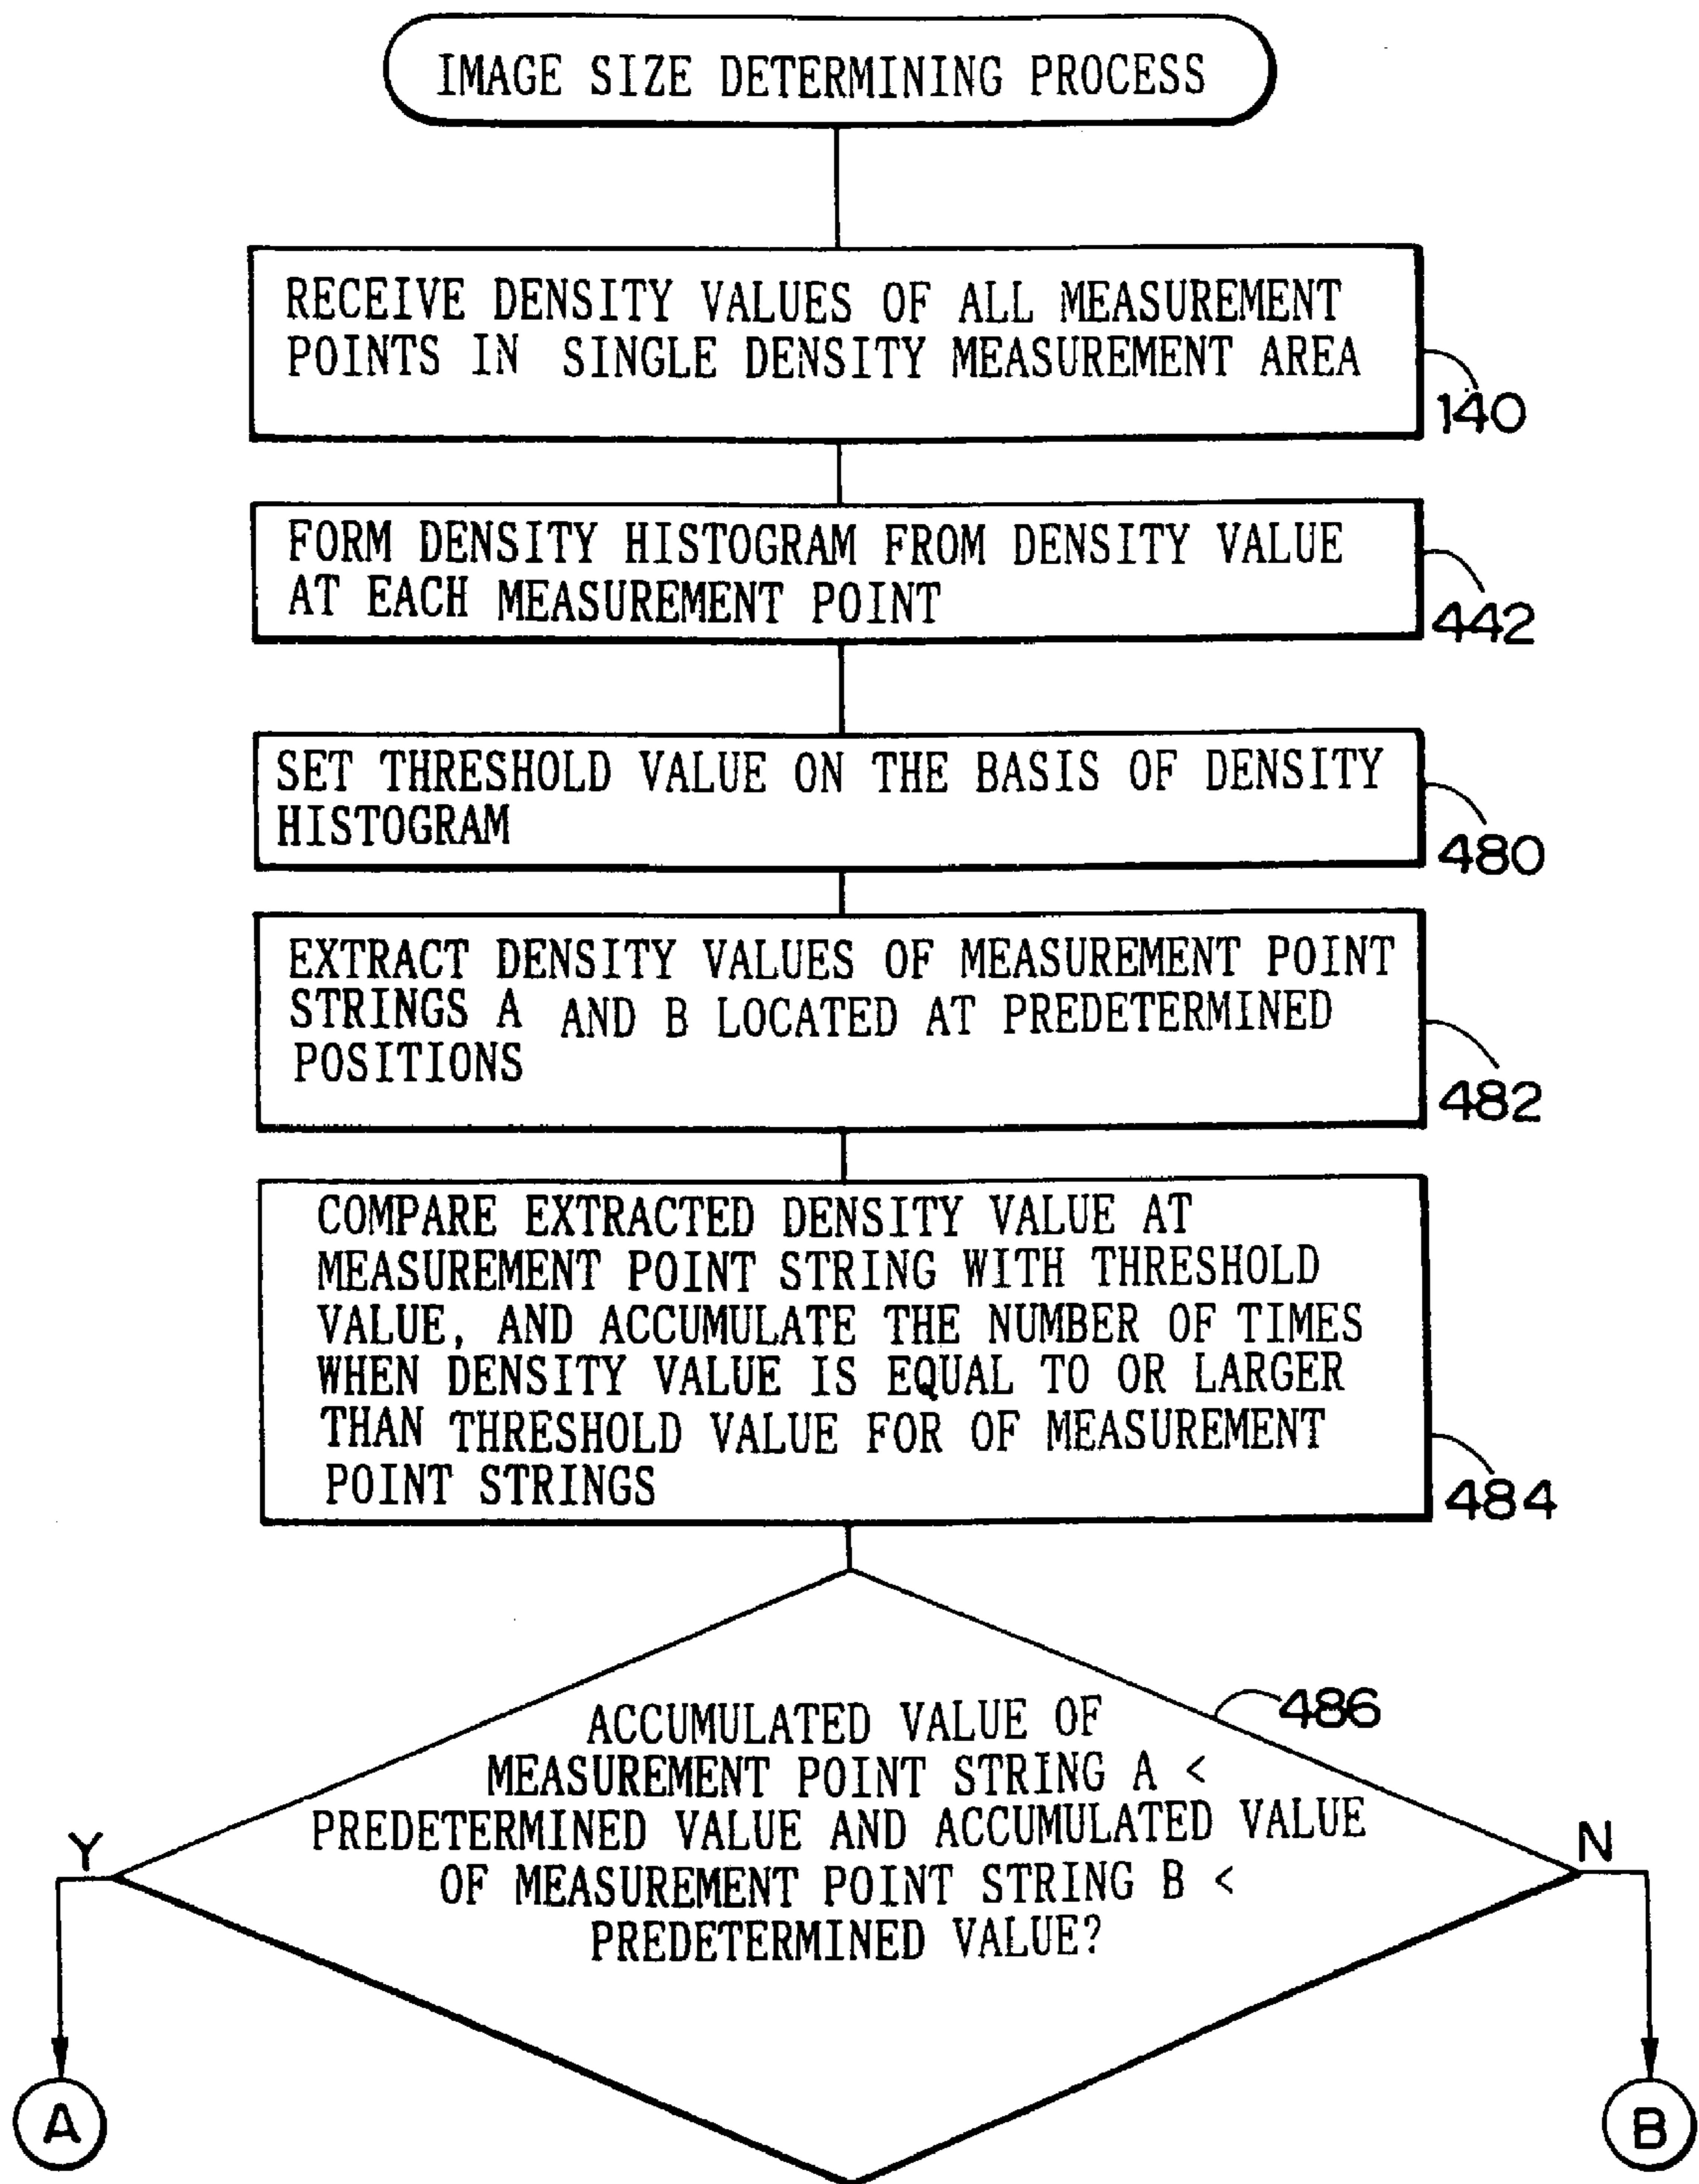 IMAGE SIZE DETERMINING PROCESS
RECEIVE DENSITY VALUES OF ALL MEASUREMENT
POINTS IN SINGLE DENSITY MEASUREMENT AREA
140
FORM DENSITY HISTOGRAM FROM DENSITY VALUE
AT EACH MEASUREMENT POINT
442
SET THRESHOLD VALUE ON THE BASIS OF DENSITY
HISTOGRAM
480
EXTRACT DENSITY VALUES OF MEASUREMENT POINT
STRINGS A AND B LOCATED AT PREDETERMINED
POSITIONS
482
COMPARE EXTRACTED DENSITY VALUE AT
MEASUREMENT POINT STRING WITH THRESHOLD
VALUE, AND ACCUMULATE THE NUMBER OF TIMES
WHEN DENSITY VALUE IS EQUAL TO OR LARGER
THAN THRESHOLD VALUE FOR OF MEASUREMENT
POINT STRINGS
484
486
ACCUMULATED VALUE OF
MEASUREMENT POINT STRING A <
PREDETERMINED VALUE AND ACCUMULATED VALUE
OF MEASUREMENT POINT STRING B <
PREDETERMINED VALUE?
Y
N
A
B